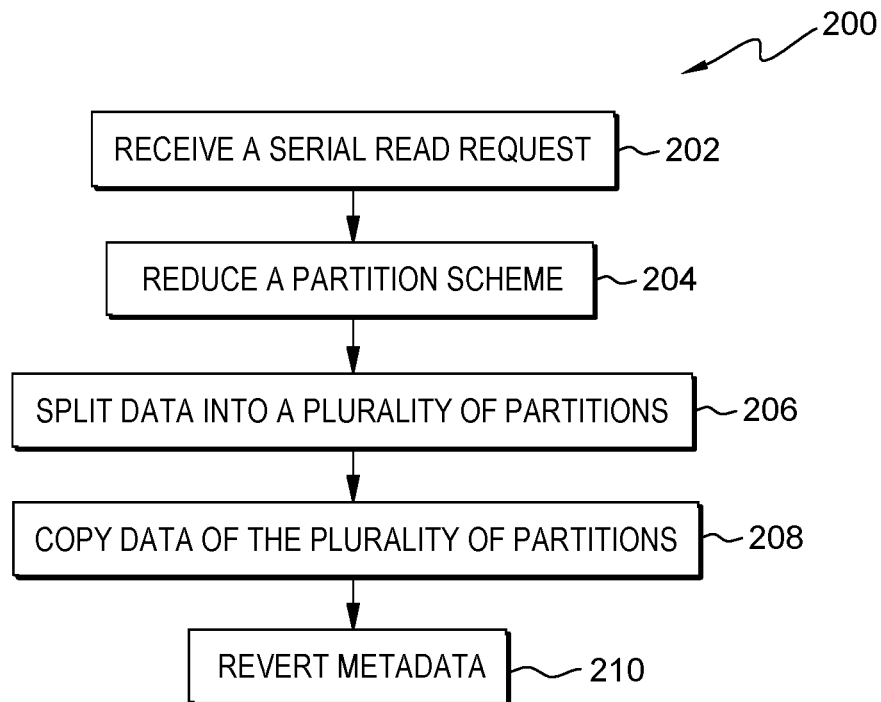 200
RECEIVE A SERIAL READ REQUEST 202
REDUCE A PARTITION SCHEME 204
SPLIT DATA INTO A PLURALITY OF PARTITIONS 206
COPY DATA OF THE PLURALITY OF PARTITIONS 208
REVERT METADATA 210